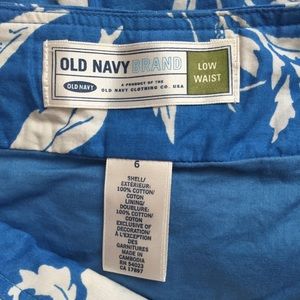 OLD NAVY BRAND
A PRODUCT OF THE
OLD NAVY CLOTHING CO. USA
OLD NAVY
LOW
WAIST
6
SHELL/
EXTÉRIEUR:
100% COTTON/
COTON
LINING/
DOUBLURE:
100% COTTON/
COTON
EXCLUSIVE OF
DECORATION/
À L'EXCEPTION
DES
GARNITURES
MADE IN
CAMBODIA
RN 54023
CA 17897